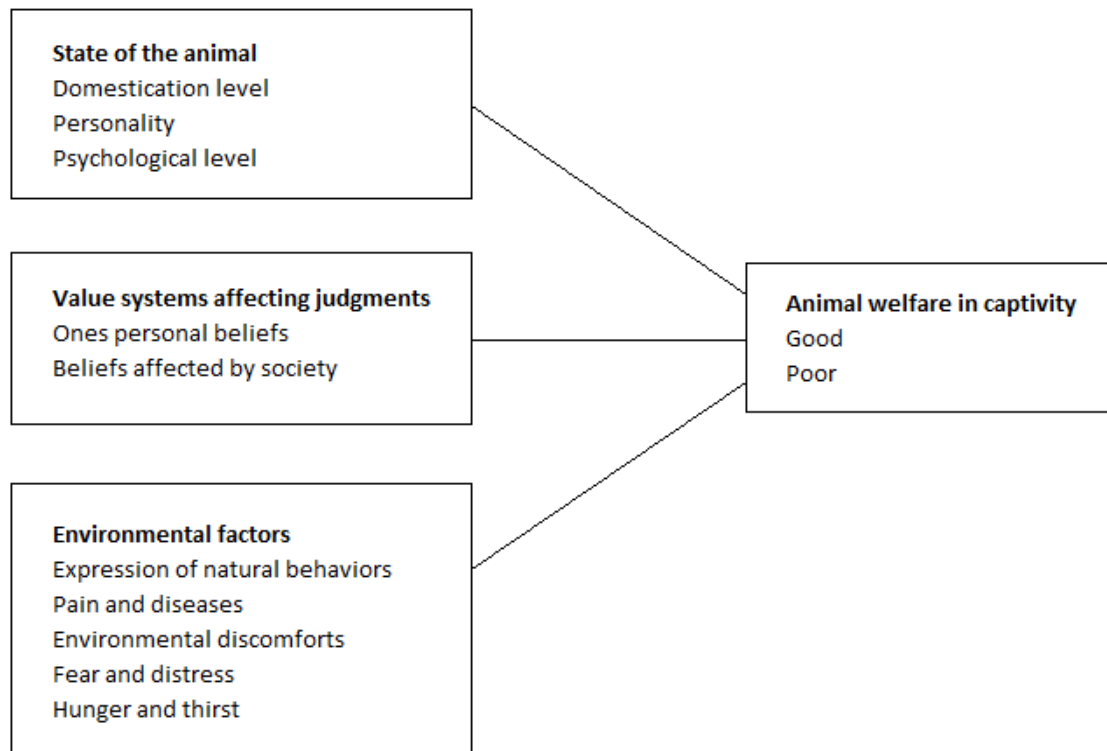 State of the animal
Domestication level
Personality
Psychological level
Value systems affecting judgments
Ones personal beliefs
Beliefs affected by society
Environmental factors
Expression of natural behaviors
Pain and diseases
Environmental discomforts
Fear and distress
Hunger and thirst
Animal welfare in captivity
Good
Poor